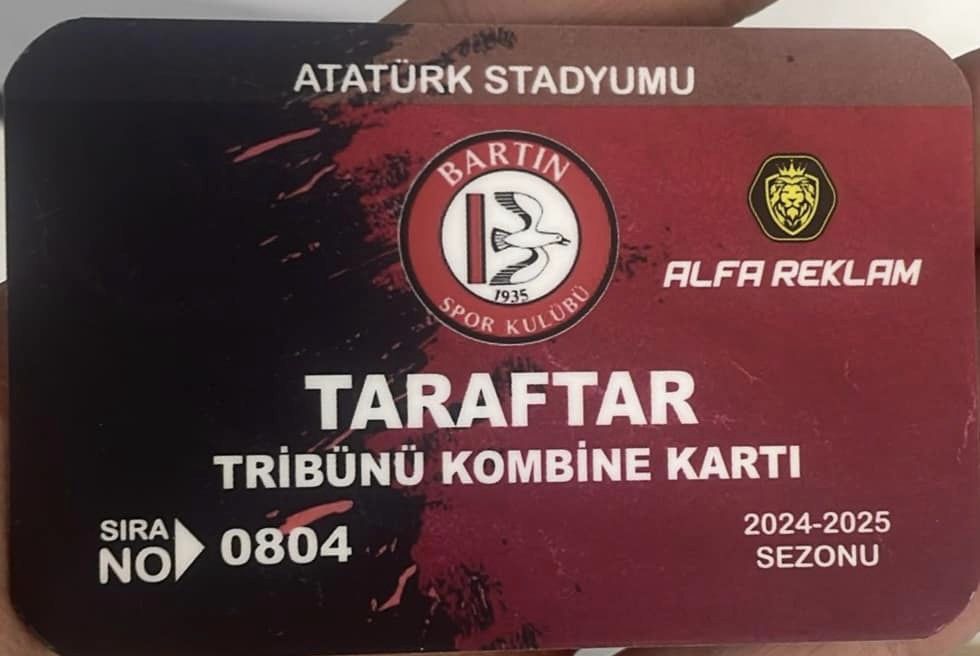 ATATÜRK STADYUMU
BARTIN
1935
SPOR KULÜBÜ
ALFA REKLAM
TARAFTAR
TRİBÜNÜ KOMBİNE KARTI
SIRA
NO 0804
2024-2025
SEZONU